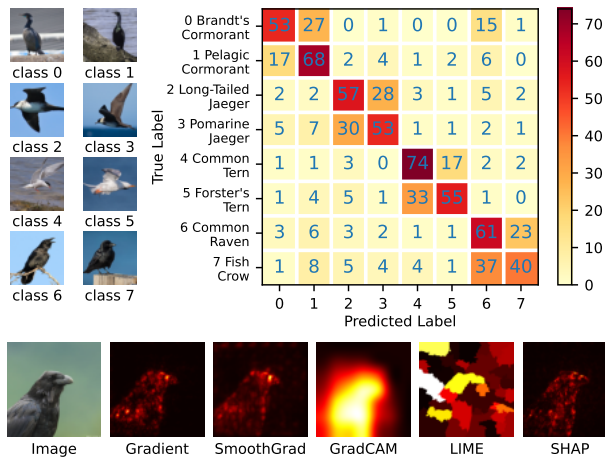 class 0 class 1
class 2 class 3
class 4 class 5
class 6 class 7
True Label
0 Brandt's
Cormorant
53 27 0 1 0 0 15 1
1 Pelagic
Cormorant
17 68 2 4 1 2 6 0
2 Long-Tailed
Jaeger
2 2 57 28 3 1 5 2
3 Pomarine
Jaeger
5 7 30 53 1 1 2 1
4 Common
Tern
1 1 3 0 74 17 2 2
5 Forster's
Tern
1 4 5 1 33 55 1 0
6 Common
Raven
3 6 3 2 1 1 61 23
7 Fish
Crow
1 8 5 4 4 1 37 40
0 1 2 3 4 5 6 7
Predicted Label
70
60
50
40
30
20
10
0
Image Gradient SmoothGrad GradCAM LIME SHAP